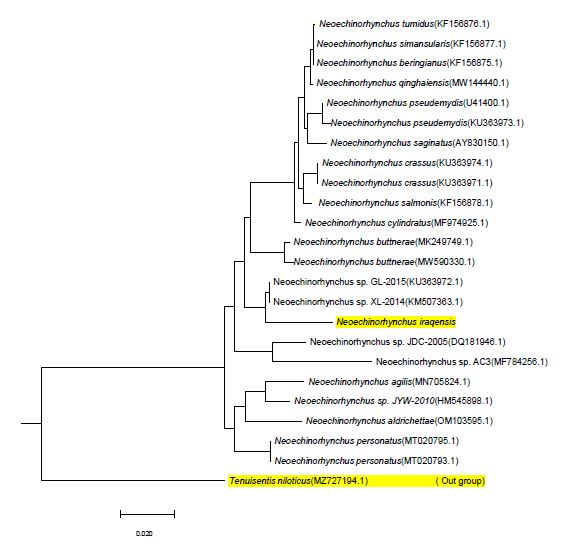 Neoechinorhynchus tumidus(KF156876.1)
Neoechinorhynchus simansularis(KF156877.1)
Neoechinorhynchus beringianus(KF156875.1)
Neoechinorhynchus qinghaiensis(MW144440.1)
Neoechinorhynchus pseudemydis(U41400.1)
Neoechinorhynchus pseudemydis(KU363973.1)
Neoechinorhynchus saginatus(AY830150.1)
Neoechinorhynchus crassus(KU363974.1)
Neoechinorhynchus crassus(KU363971.1)
Neoechinorhynchus salmonis(KF156878.1)
Neoechinorhynchus cylindratus(MF974925.1)
Neoechinorhynchus buttnerae(MK249749.1)
Neoechinorhynchus buttnerae(MW590330.1)
Neoechinorhynchus sp. GL-2015(KU363972.1)
Neoechinorhynchus sp. XL-2014(KM507363.1)
Neoechinorhynchus iraqensis
Neoechinorhynchus sp. JDC-2005(DQ181946.1)
Neoechinorhynchus sp. AC3(MF784256.1)
Neoechinorhynchus agilis(MN705824.1)
Neoechinorhynchus sp. JYW-2010(HM545898.1)
Neoechinorhynchus aldrichettae(OM103595.1)
Neoechinorhynchus personatus(MT020795.1)
Neoechinorhynchus personatus(MT020793.1)
Tenuisentis niloticus(MZ727194.1) ( Out group)
0.020